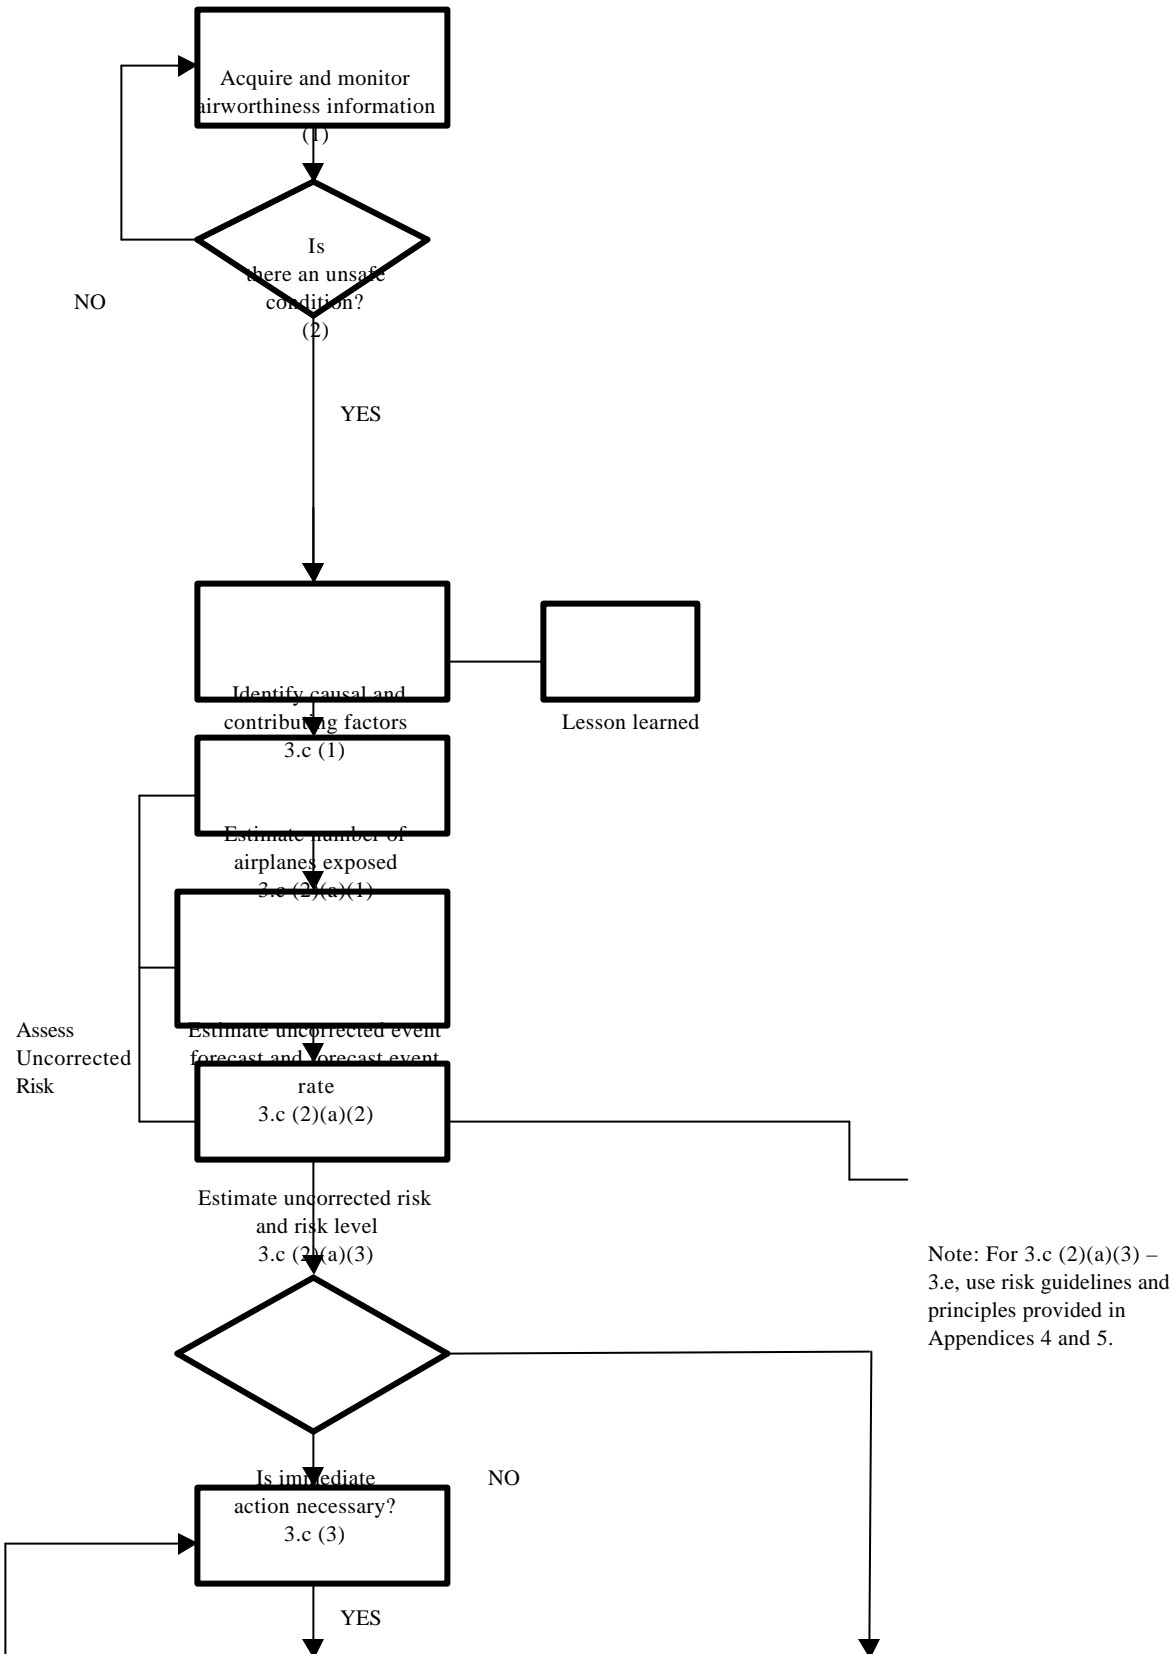 Acquire and monitor
airworthiness information
(1)
Is
there an unsafe
condition?
(2)
NO
YES
Identify causal and
contributing factors
3.c (1)
Lesson learned
Estimate number of
airplanes exposed
3.c (2)(a)(1)
Assess
Uncorrected
Risk
Estimate uncorrected event
forecast and forecast event
rate
3.c (2)(a)(2)
Estimate uncorrected risk
and risk level
3.c (2)(a)(3)
Note: For 3.c (2)(a)(3) –
3.e, use risk guidelines and
principles provided in
Appendices 4 and 5.
Is immediate
action necessary?
3.c (3)
NO
YES